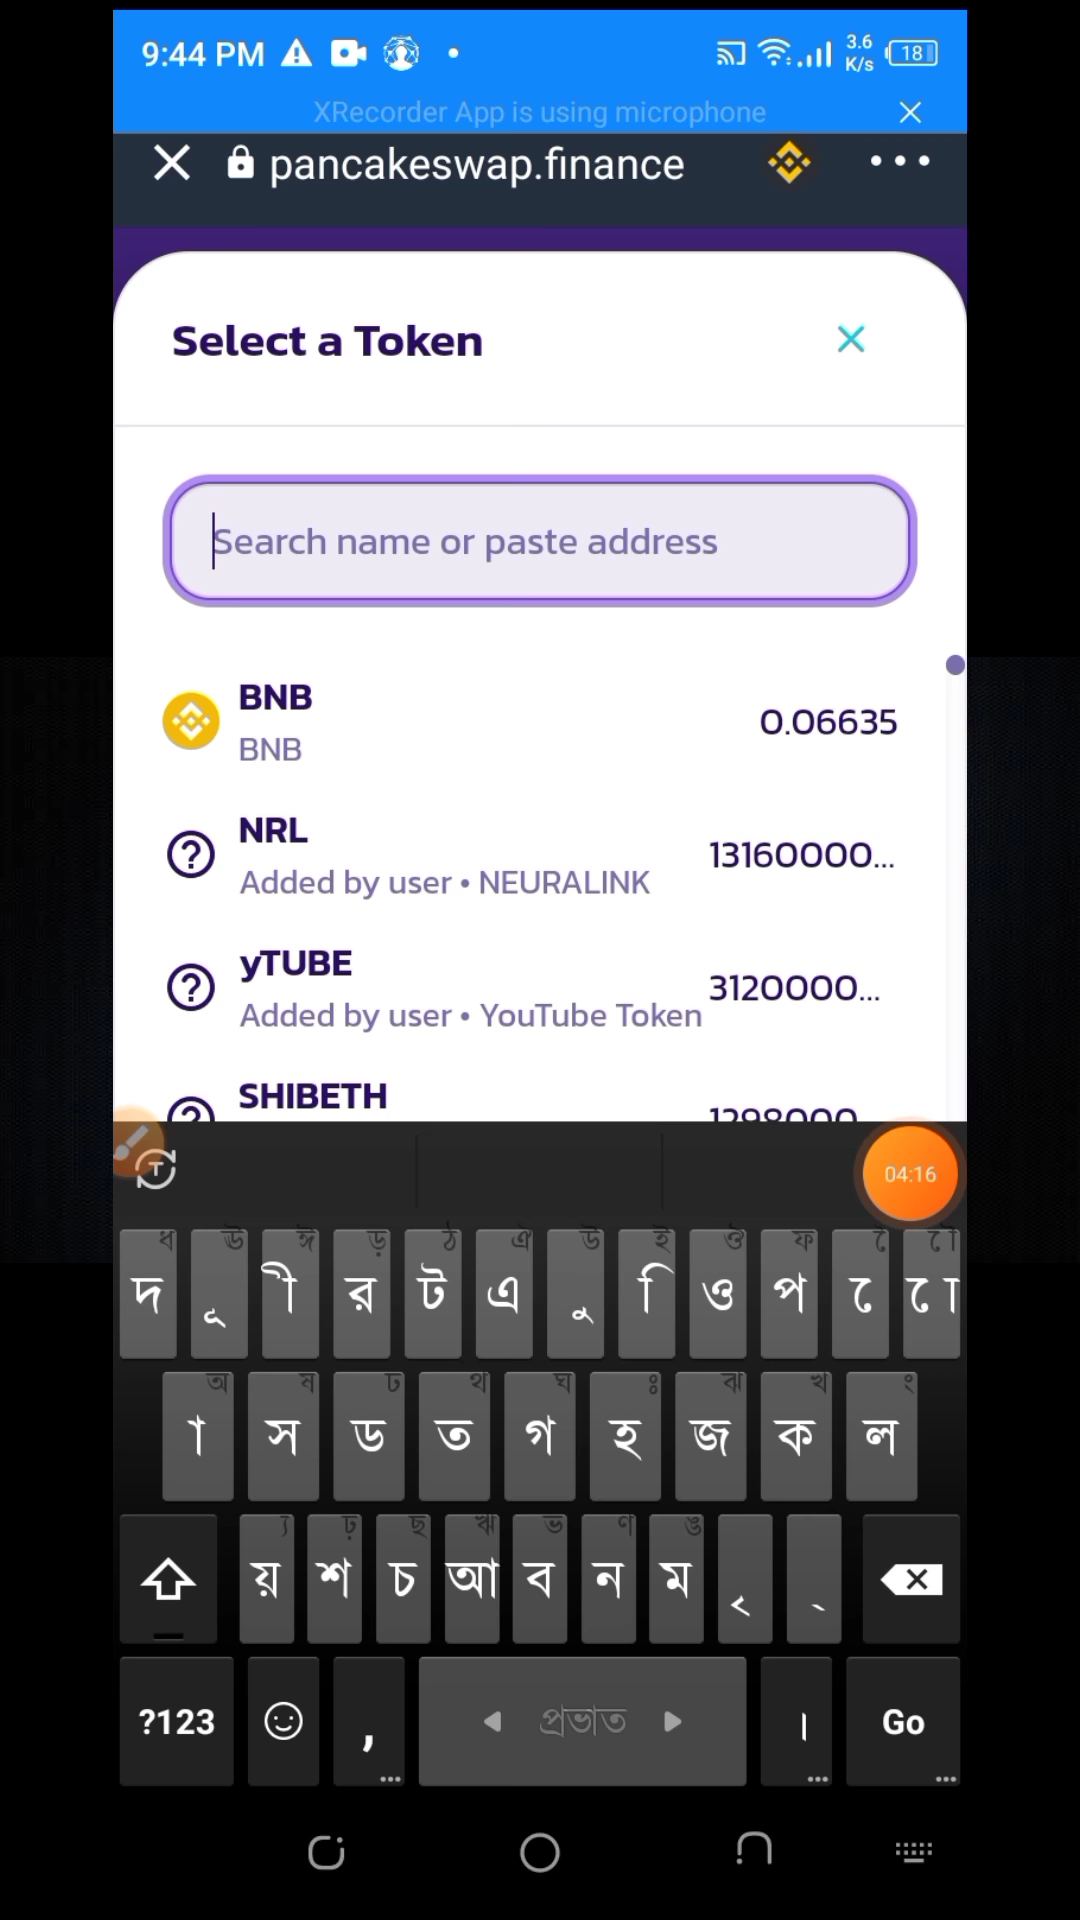 9:44 PM
3.6
K/s
18
XRecorder App is using microphone
pancakeswap.finance
Select a Token
Search name or paste address
BNB
BNB
0.06635
NRL
Added by user • NEURALINK
13160000...
yTUBE
Added by user • YouTube Token
3120000...
SHIBETH
1298000
T
04:16
ধ ঊ ঈ ড় ঠ ঐ উ ই ঔ ফ ৈ ৌ
দ ূ ী র ট এ ু ি ও প ে ো
অ ষ ঢ থ ঘ ঃ ঝ খ ং
া স ড ত গ হ জ ক ল
য ঢ় ছ ঋ ভ ণ ঙ
য় শ চ আ ব ন ম ৃ ্
?123 , প্রভাত । Go